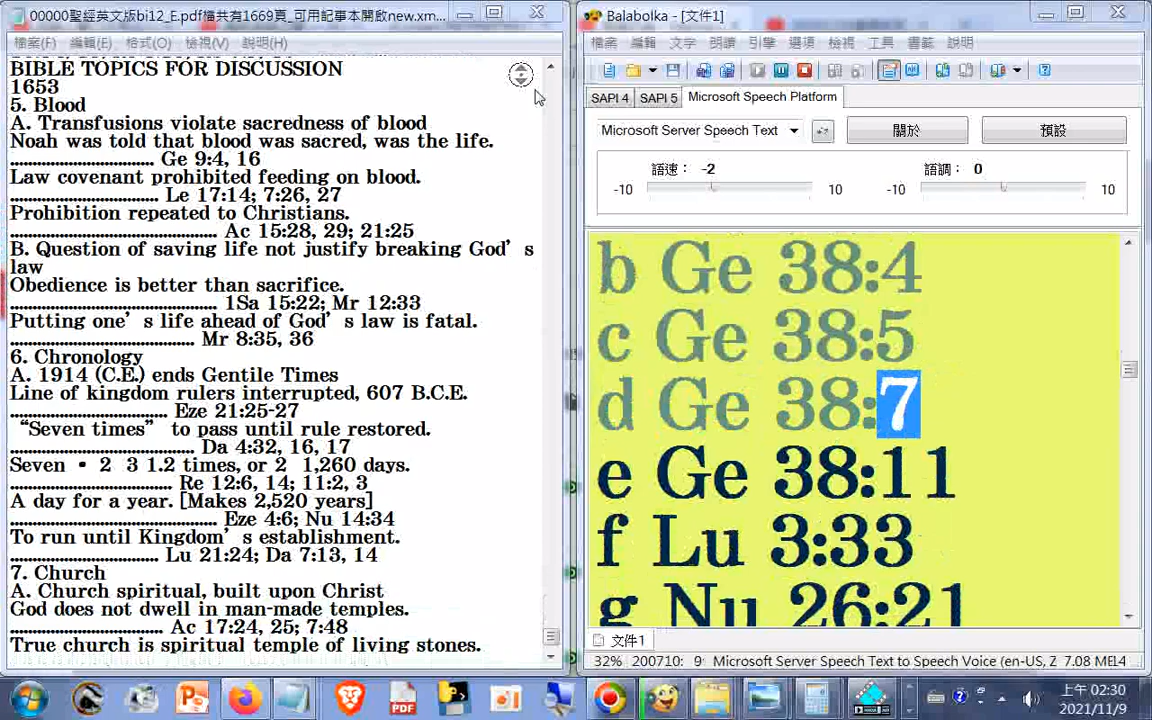 00000聖經英文版bi12_E.pdf檔共有1669頁_可用記事本開啟new.xm...
檔案(F) 編輯(E) 格式(O) 檢視(V) 說明(H)
BIBLE TOPICS FOR DISCUSSION
1653
5. Blood
A. Transfusions violate sacredness of blood
Noah was told that blood was sacred, was the life.
................................ Ge 9:4, 16
Law covenant prohibited feeding on blood.
................................. Le 17:14; 7:26, 27
Prohibition repeated to Christians.
.............................................. Ac 15:28, 29; 21:25
B. Question of saving life not justify breaking God’s
law
Obedience is better than sacrifice.
.............................................. 1Sa 15:22; Mr 12:33
Putting one’s life ahead of God’s law is fatal.
......................................... Mr 8:35, 36
6. Chronology
A. 1914 (C.E.) ends Gentile Times
Line of kingdom rulers interrupted, 607 B.C.E.
................................... Eze 21:25-27
“Seven times” to pass until rule restored.
......................................... Da 4:32, 16, 17
Seven • 2 3 1.2 times, or 2 1,260 days.
................................... Re 12:6, 14; 11:2, 3
A day for a year. [Makes 2,520 years]
.............................................. Eze 4:6; Nu 14:34
To run until Kingdom’s establishment.
................................. Lu 21:24; Da 7:13, 14
7. Church
A. Church spiritual, built upon Christ
God does not dwell in man-made temples.
.................................. Ac 17:24, 25; 7:48
True church is spiritual temple of living stones.
Balabolka - [文件1]
檔案 編輯 文字 朗讀 引擎 選項 檢視 工具 書籤 說明
SAPI 4 SAPI 5 Microsoft Speech Platform
Microsoft Server Speech Text 關於 預設
語速: -2 語調: 0
-10 10 -10 10
b Ge 38:4
c Ge 38:5
d Ge 38:7
e Ge 38:11
f Lu 3:33
g Nu 26:21
文件1
32% 200710: 9 Microsoft Server Speech Text to Speech Voice (en-US, Z 7.08 ME
上午 02:30
2021/11/9